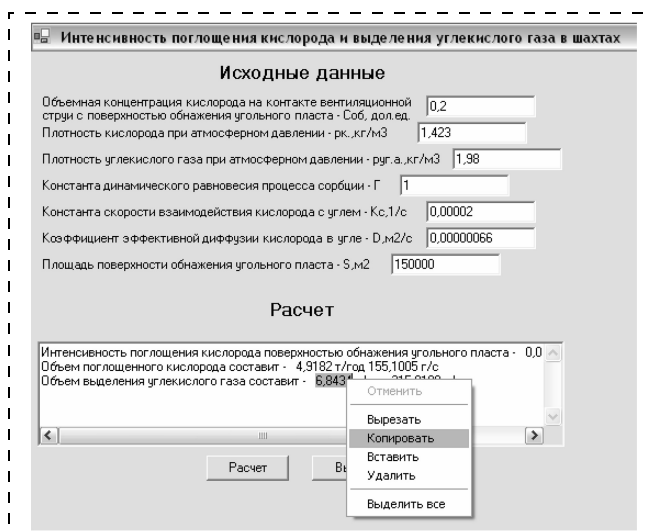 Интенсивность поглощения кислорода и выделения углекислого газа в шахтах
Исходные данные
Объемная концентрация кислорода на контакте вентиляционной
струи с поверхностью обнажения угольного пласта - Cоб, дол.ед. 0,2
Плотность кислорода при атмосферном давлении - рк.,кг/м3 1,423
Плотность углекислого газа при атмосферном давлении - руг.а.,кг/м3 1,98
Константа динамического равновесия процесса сорбции - Г 1
Константа скорости взаимодействия кислорода с углем - Kc,1/с 0,00002
Коэффициент эффективной диффузии кислорода в угле - D,м2/с 0,00000066
Площадь поверхности обнажения угольного пласта - S,м2 150000
Расчет
Интенсивность поглощения кислорода поверхностью обнажения угольного пласта - 0,0
Объем поглощенного кислорода составит - 4,9182 т/год 155,1005 г/с
Объем выделения углекислого газа составит - 6,8431
Отменить
Вырезать
Копировать
Вставить
Удалить
Выделить все
Расчет